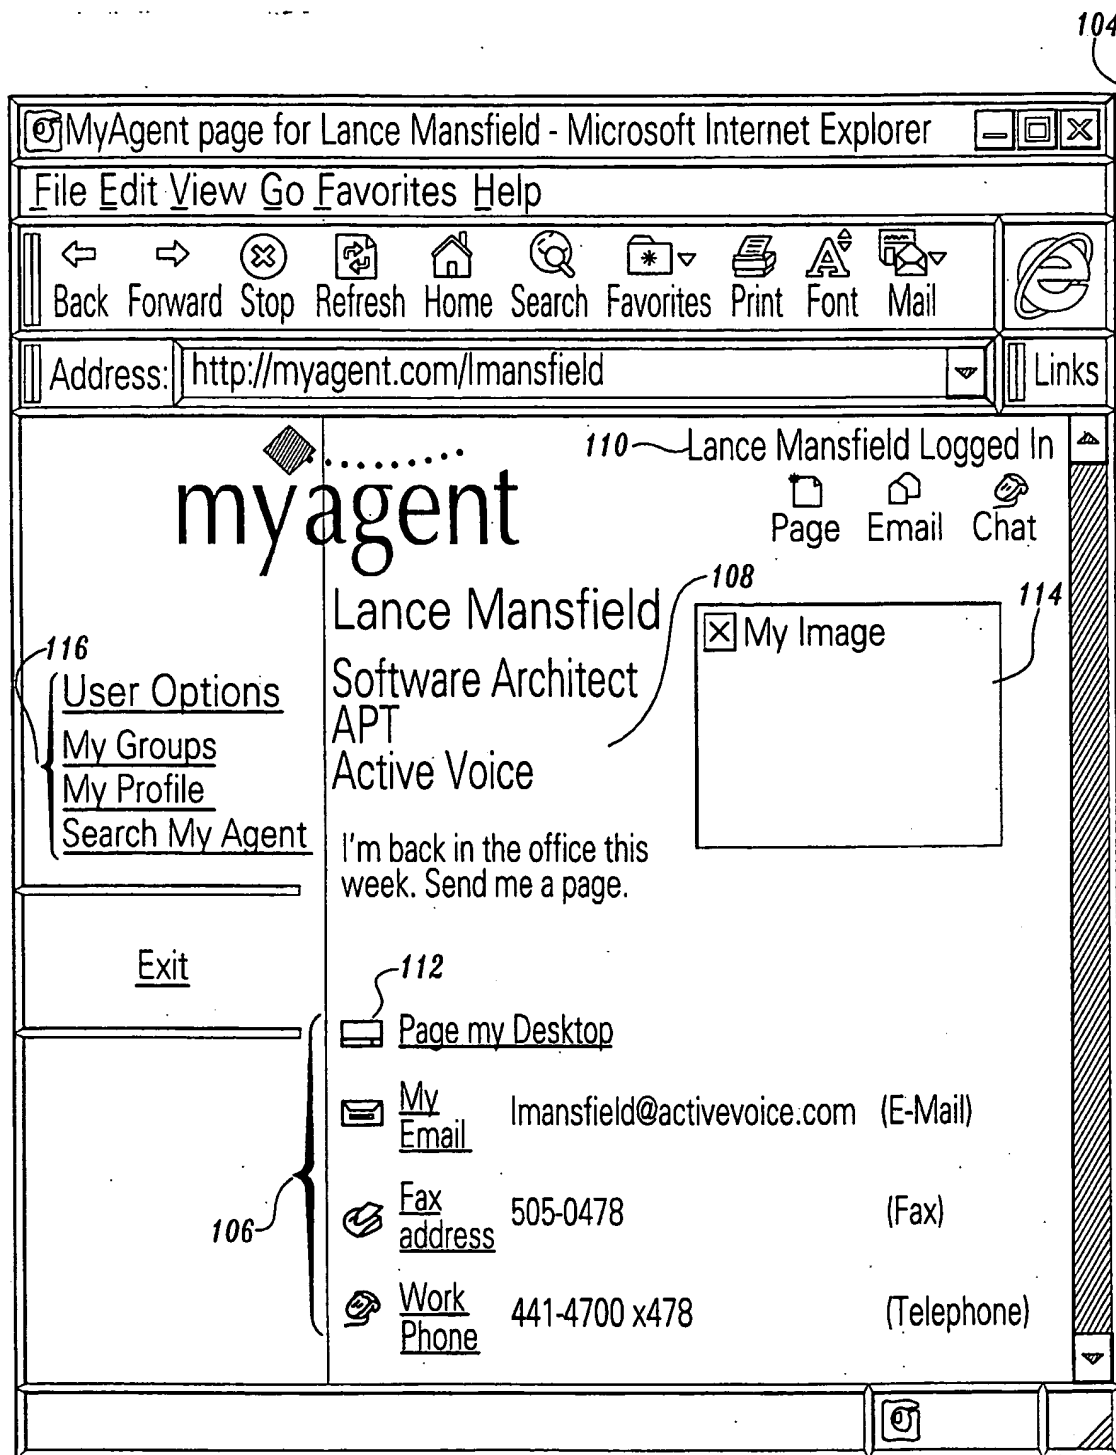 104
MyAgent page for Lance Mansfield - Microsoft Internet Explorer
File Edit View Go Favorites Help
Back Forward Stop Refresh Home Search Favorites Print Font Mail
Address: http://myagent.com/lmansfield Links
110 Lance Mansfield Logged In
myagent
Page Email Chat
108
Lance Mansfield
114
My Image
116
Software Architect
User Options
APT
My Groups
Active Voice
My Profile
Search My Agent
I'm back in the office this
week. Send me a page.
Exit
112
Page my Desktop
My
Email lmansfield@activevoice.com (E-Mail)
106
Fax
address 505-0478 (Fax)
Work
Phone 441-4700 x478 (Telephone)